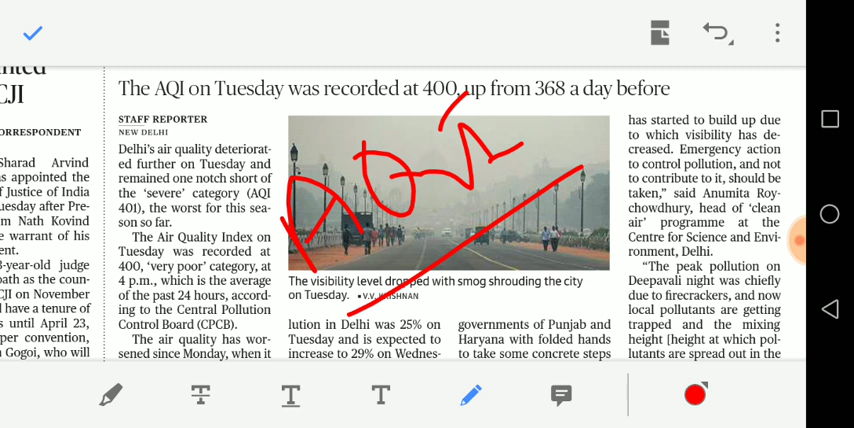 nted
CJI
ORRESPONDENT
Sharad Arvind
as appointed the
f Justice of India
uesday after Pre-
m Nath Kovind
e warrant of his
ent.
3-year-old judge
oath as the coun-
CJI on November
l have a tenure of
s until April 23,
per convention,
Gogoi, who will
The AQI on Tuesday was recorded at 400, up from 368 a day before
STAFF REPORTER
NEW DELHI
Delhi's air quality deteriorat-
ed further on Tuesday and
remained one notch short of
the 'severe' category (AQI
401), the worst for this sea-
son so far.
The Air Quality Index on
Tuesday was recorded at
400, 'very poor' category, at
4 p.m., which is the average
of the past 24 hours, accord-
ing to the Central Pollution
Control Board (CPCB).
The air quality has wor-
sened since Monday, when it
AQI
The visibility level dropped with smog shrouding the city
on Tuesday. • V.V. KRISHNAN
lution in Delhi was 25% on
Tuesday and is expected to
increase to 29% on Wednes-
governments of Punjab and
Haryana with folded hands
to take some concrete steps
has started to build up due
to which visibility has de-
creased. Emergency action
to control pollution, and not
to contribute to it, should be
taken," said Anumita Roy-
chowdhury, head of 'clean
air' programme at the
Centre for Science and Envi-
ronment, Delhi.
"The peak pollution on
Deepavali night was chiefly
due to firecrackers, and now
local pollutants are getting
trapped and the mixing
height [height at which pol-
lutants are spread out in the
T
T
T